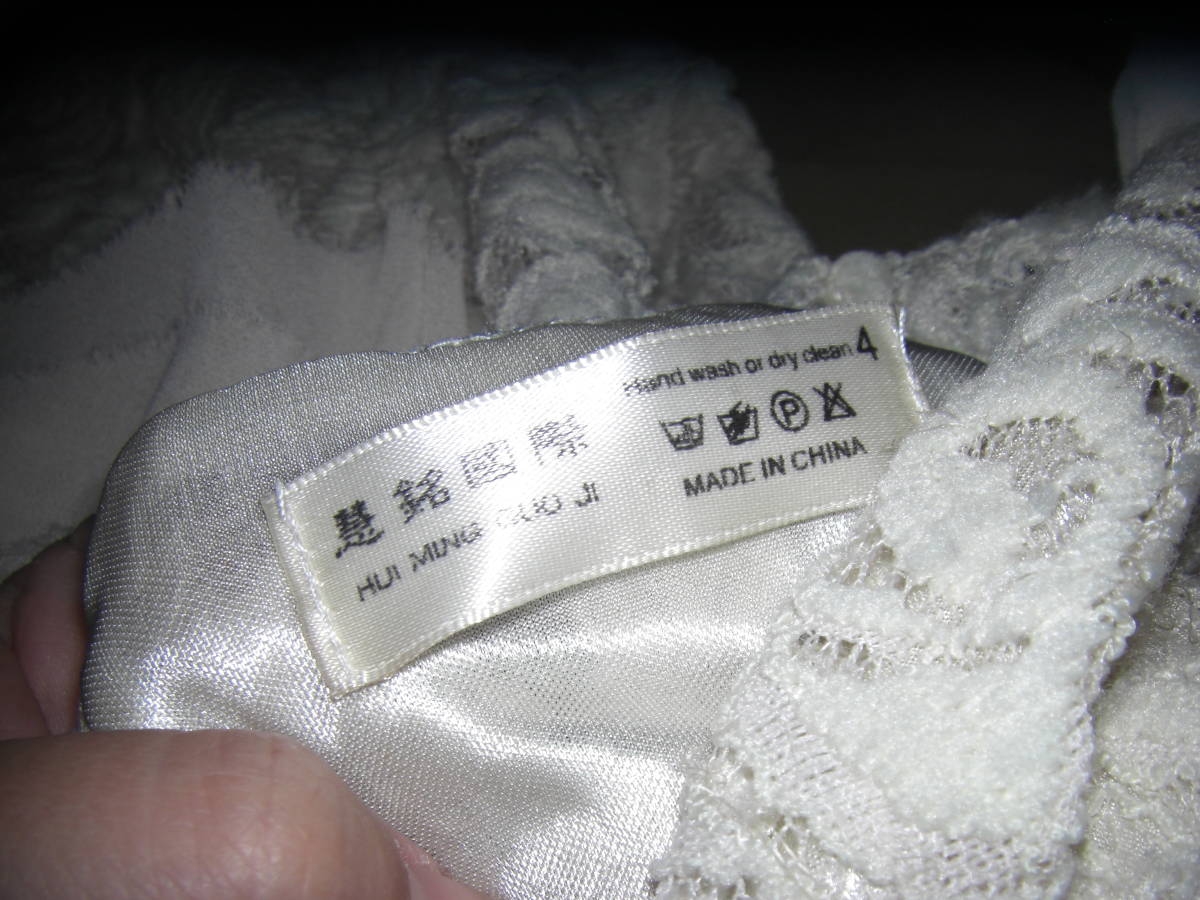 慧銘國際
HUI MING GUO JI
Hand wash or dry clean 4
P
MADE IN CHINA